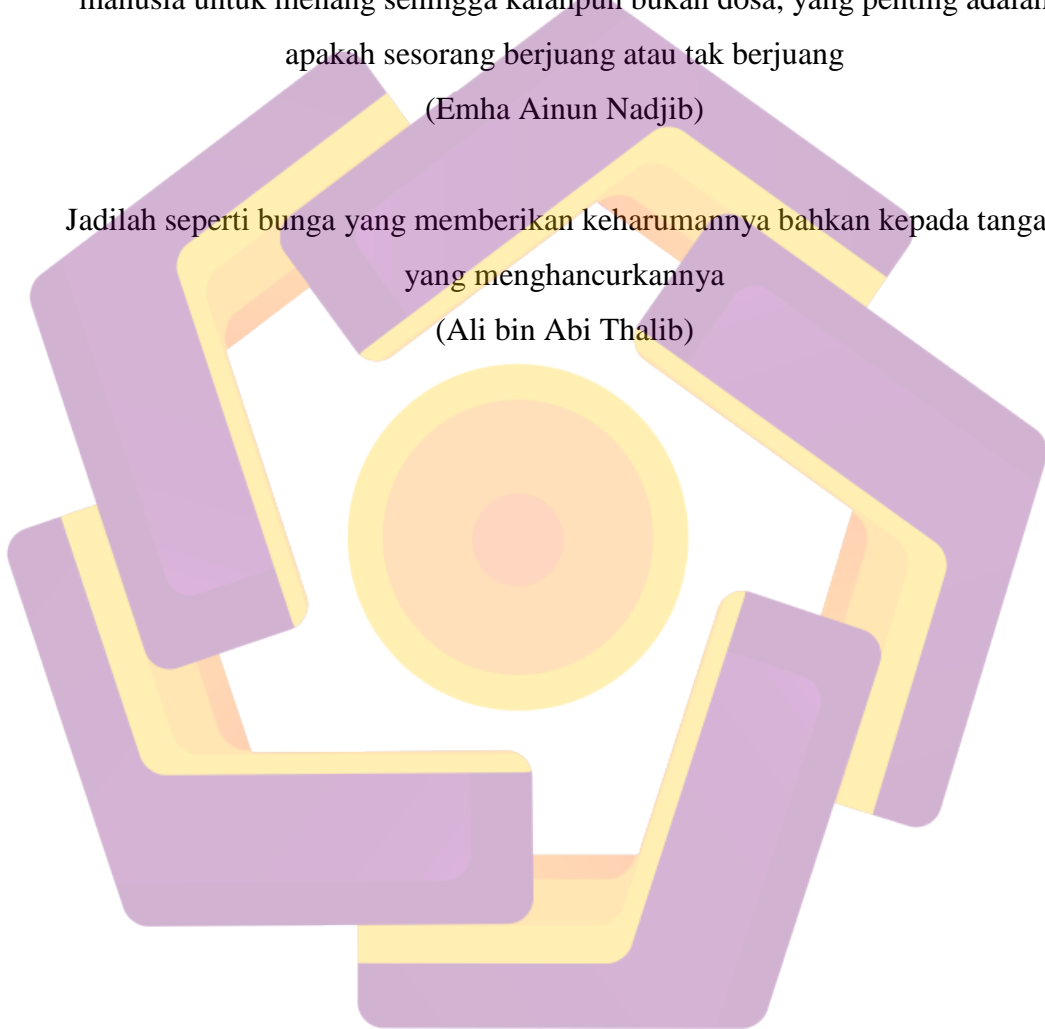 manusia untuk menang sehingga kalahpun bukan dosa, yang penting adalah
apakah sesorang berjuang atau tak berjuang
(Emha Ainun Nadjib)
Jadilah seperti bunga yang memberikan keharumannya bahkan kepada tanga
yang menghancurkannya
(Ali bin Abi Thalib)